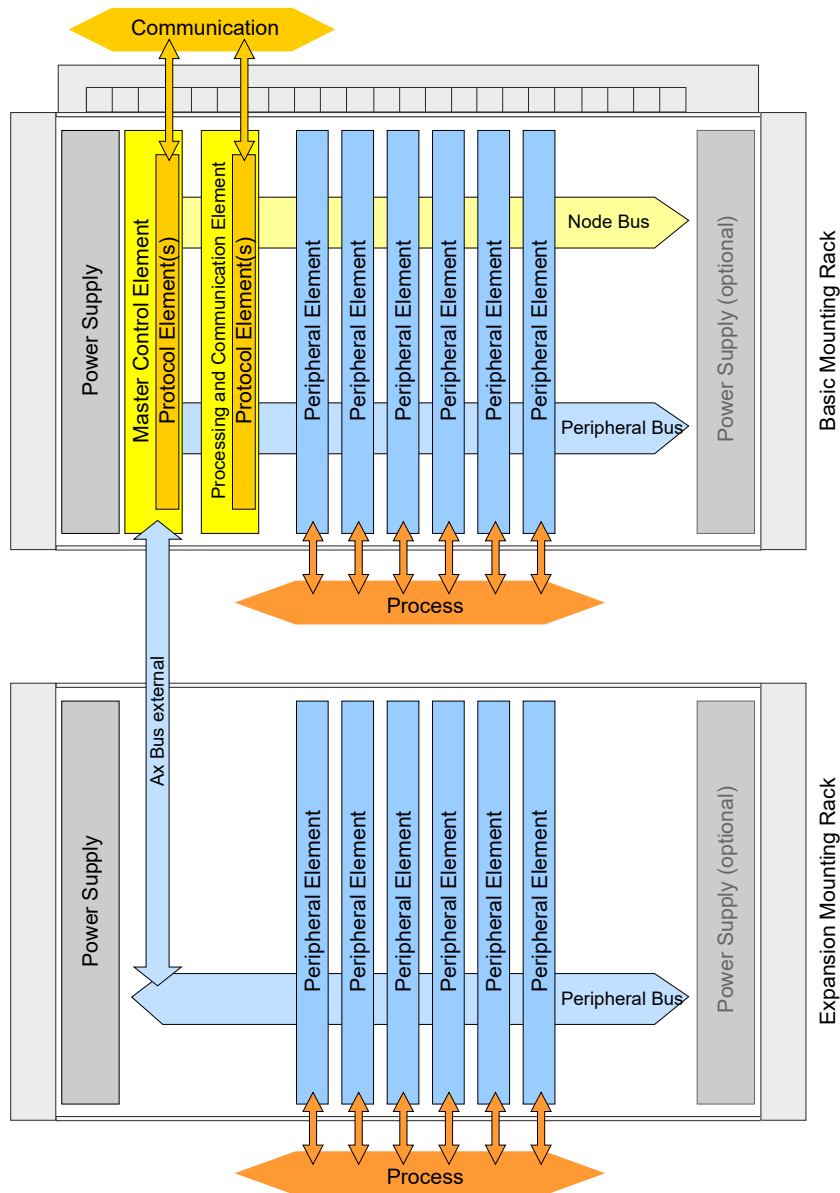 Communication
Power Supply
Master Control Element
Protocol Element(s)
Processing and Communication Element
Protocol Element(s)
Peripheral Element
Peripheral Element
Peripheral Element
Peripheral Element
Peripheral Element
Peripheral Element
Node Bus
Peripheral Bus
Power Supply (optional)
Basic Mounting Rack
Process
Ax Bus external
Power Supply
Peripheral Element
Peripheral Element
Peripheral Element
Peripheral Element
Peripheral Element
Peripheral Element
Peripheral Bus
Power Supply (optional)
Expansion Mounting Rack
Process